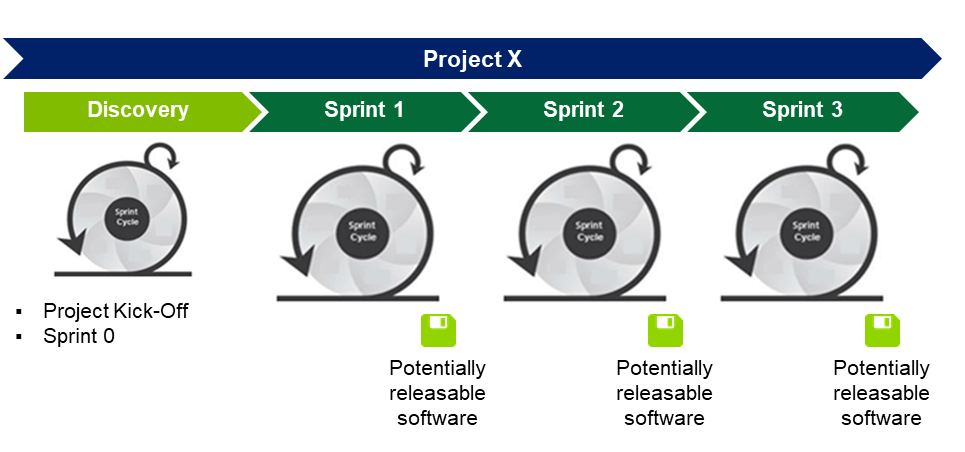 Project X
Discovery
Sprint 1
Sprint 2
Sprint 3
Sprint
Cycle
Sprint
Cycle
Sprint
Cycle
Sprint
Cycle
▪ Project Kick-Off
▪ Sprint 0
Potentially
releasable
software
Potentially
releasable
software
Potentially
releasable
software